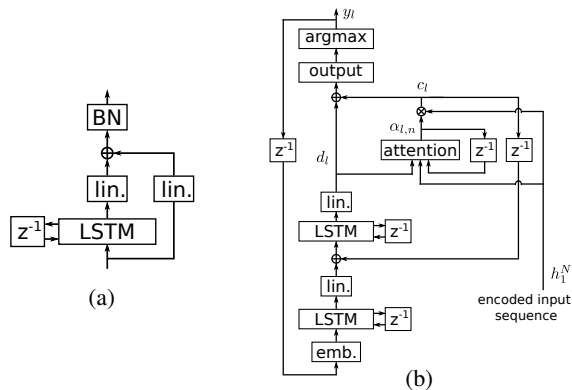 BN
lin.
lin.
z⁻¹
LSTM
(a)
y_l
argmax
output
c_l
α_{l,n}
z⁻¹
d_l
attention
z⁻¹
z⁻¹
lin.
LSTM
z⁻¹
lin.
h_1^N
encoded input
sequence
LSTM
z⁻¹
emb.
(b)